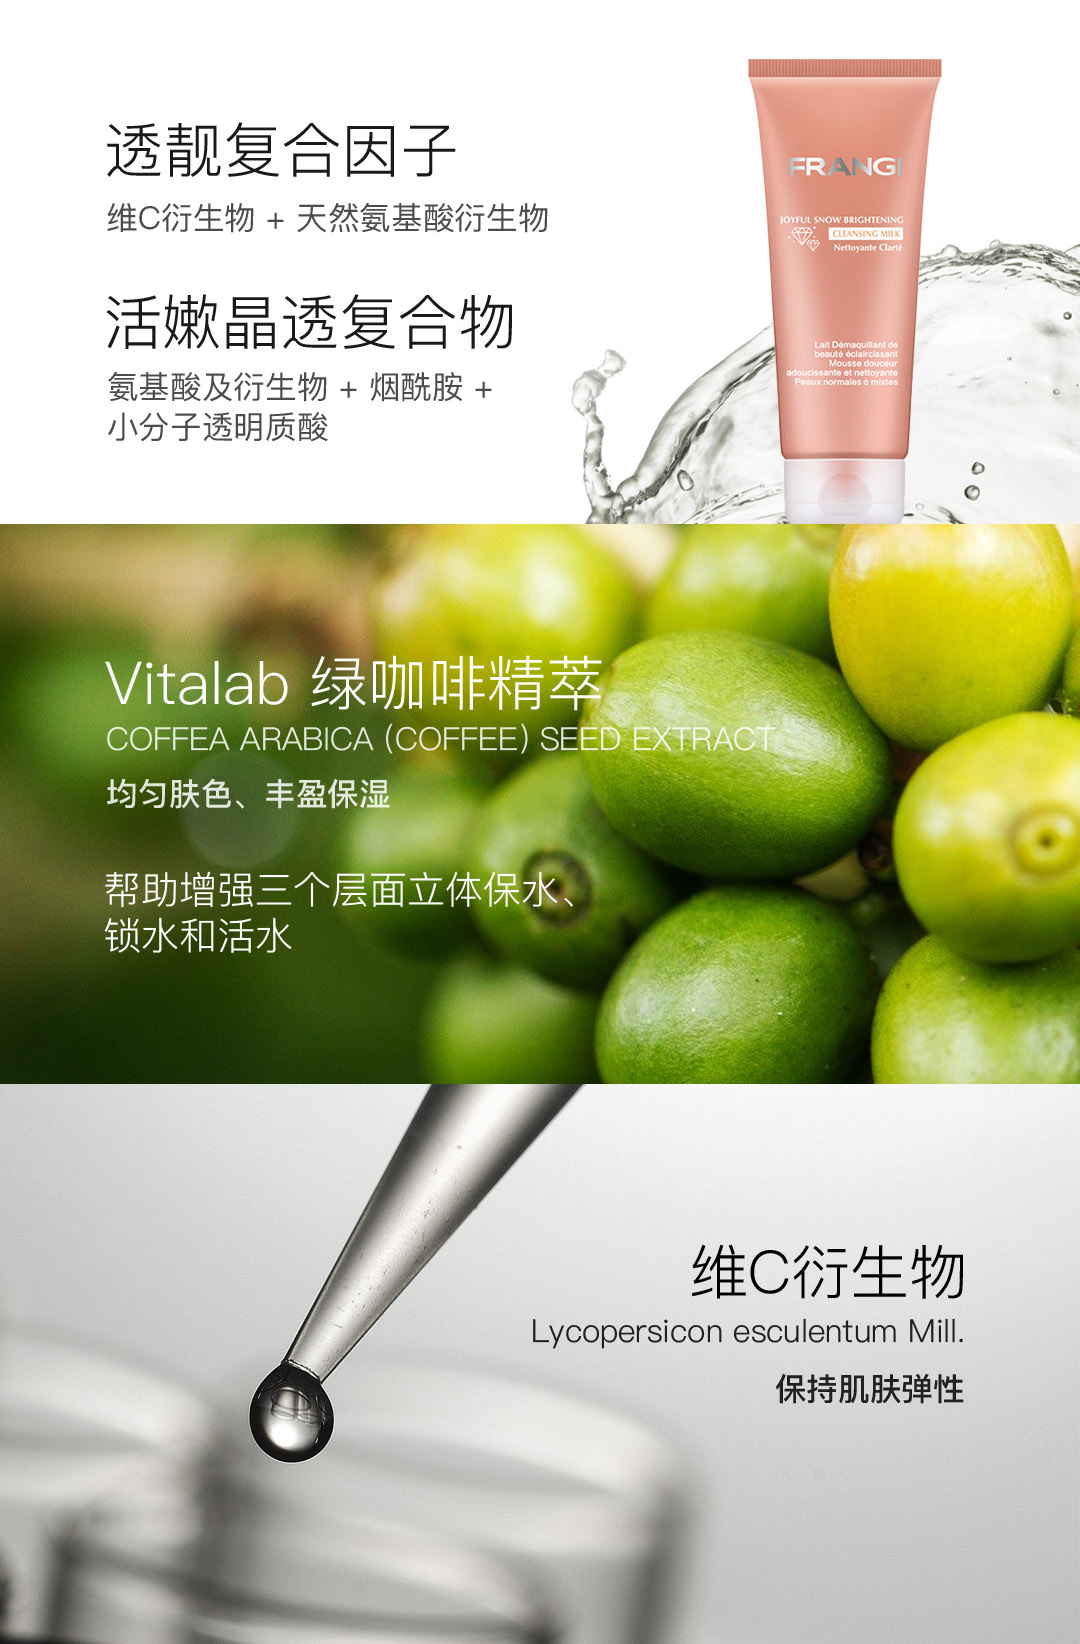 透靓复合因子
维C衍生物 + 天然氨基酸衍生物
活嫩晶透复合物
氨基酸及衍生物 + 烟酰胺 +
小分子透明质酸
FRANGI
JOYFUL SNOW BRIGHTENING
CLEANSING MILK
Nettoyante Clarté
Lait Démaquillant de
beauté éclaircissant
Mousse douceur
adoucissante et nettoyante
Peaux normales à mixtes
Vitalab 绿咖啡精萃
COFFEA ARABICA (COFFEE) SEED EXTRACT
均匀肤色、丰盈保湿
帮助增强三个层面立体保水、
锁水和活水
维C衍生物
Lycopersicon esculentum Mill.
保持肌肤弹性